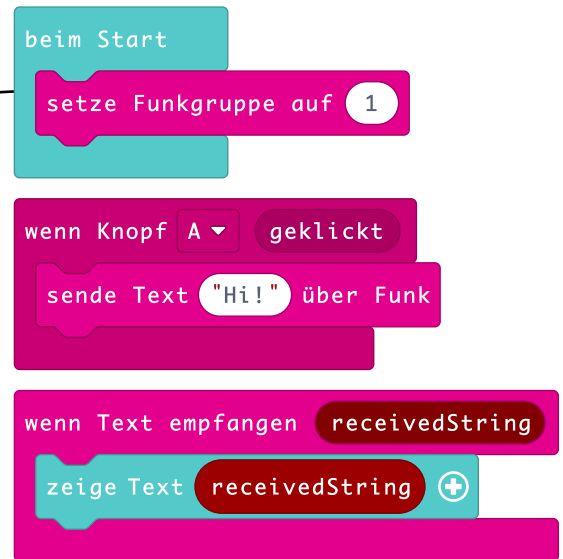 beim Start
setze Funkgruppe auf 1
wenn Knopf A geklickt
sende Text "Hi!" über Funk
wenn Text empfangen receivedString
zeige Text receivedString